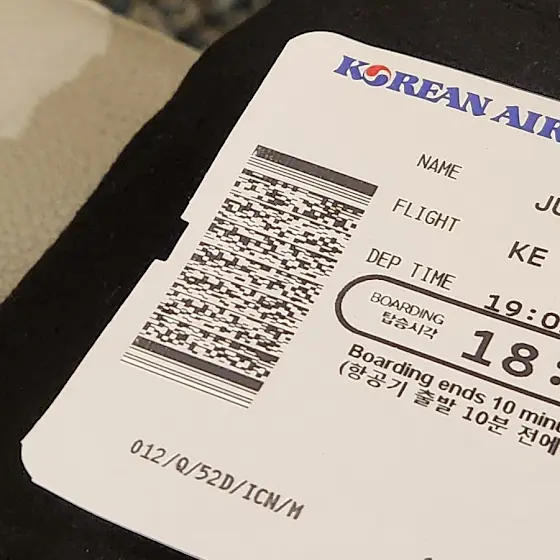 KOREAN AIR
NAME
FLIGHT
KE
DEP TIME
19:0
BOARDING
탑승시각
18:
Boarding ends 10 minu
(항공기 출발 10분 전에
012/Q/52D/ICN/M